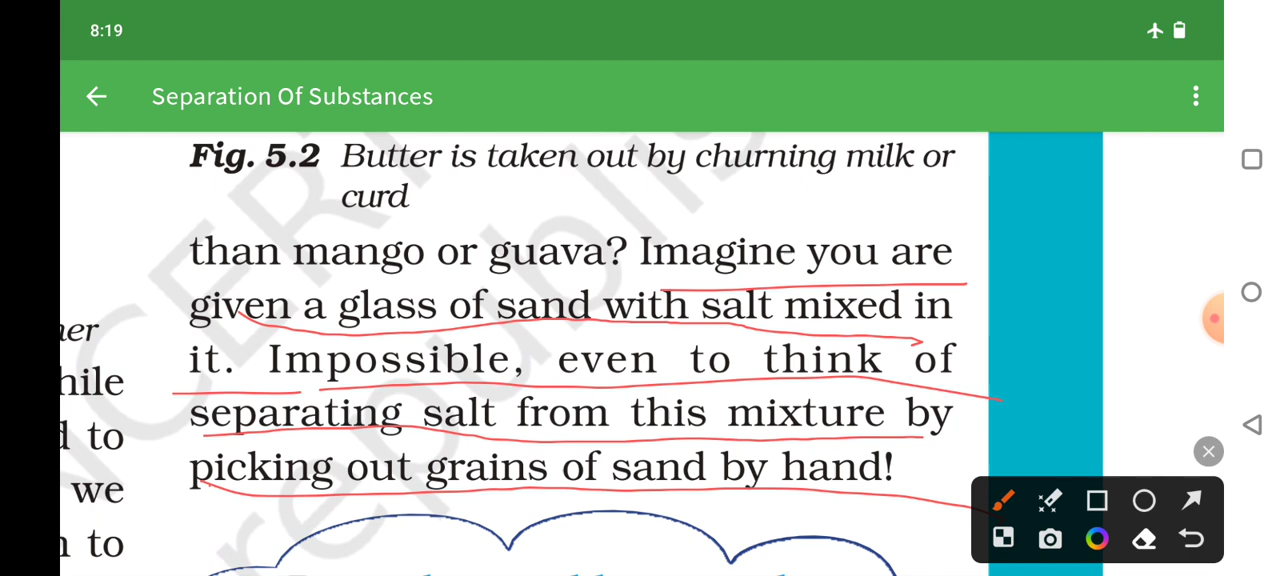 8:19
Separation Of Substances
Fig. 5.2 Butter is taken out by churning milk or
curd
than mango or guava? Imagine you are
given a glass of sand with salt mixed in
it. Impossible, even to think of
separating salt from this mixture by
picking out grains of sand by hand!
hile
to
we
to